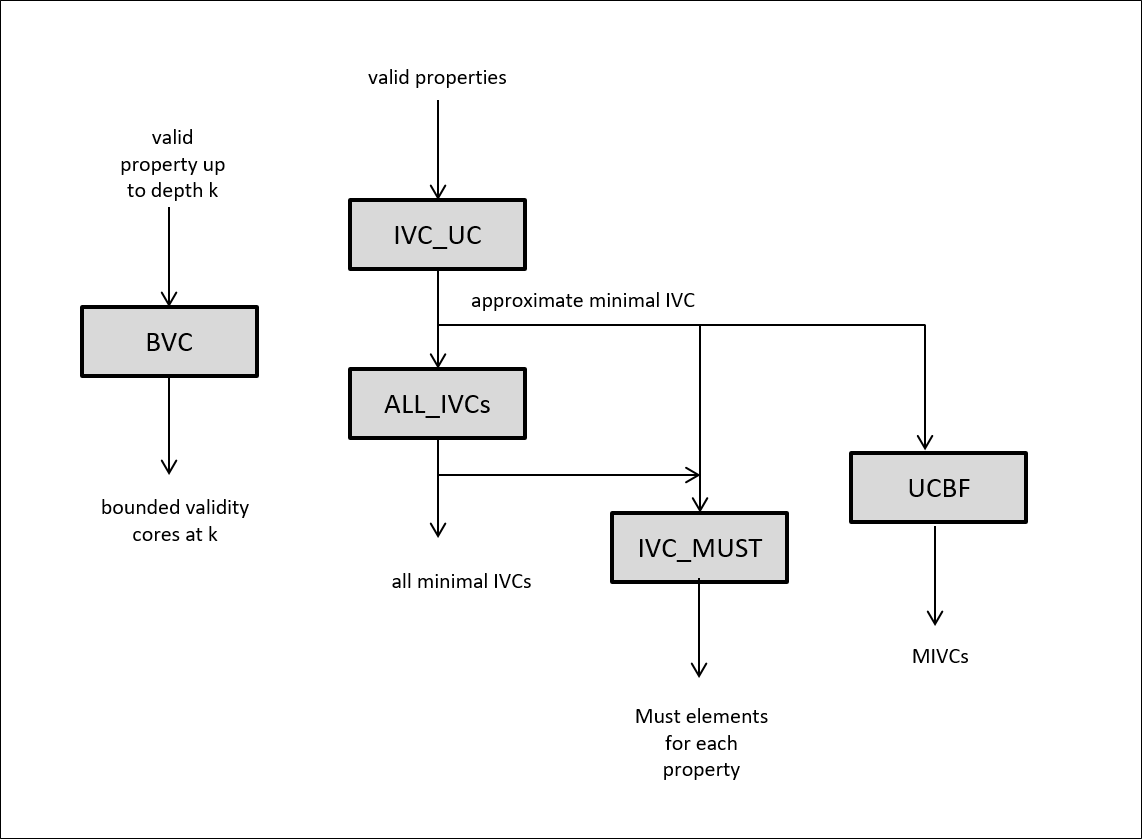 valid properties
valid
property up
to depth k
IVC_UC
approximate minimal IVC
BVC
ALL_IVCs
UCBF
bounded validity
cores at k
IVC_MUST
all minimal IVCs
MIVCs
Must elements
for each
property